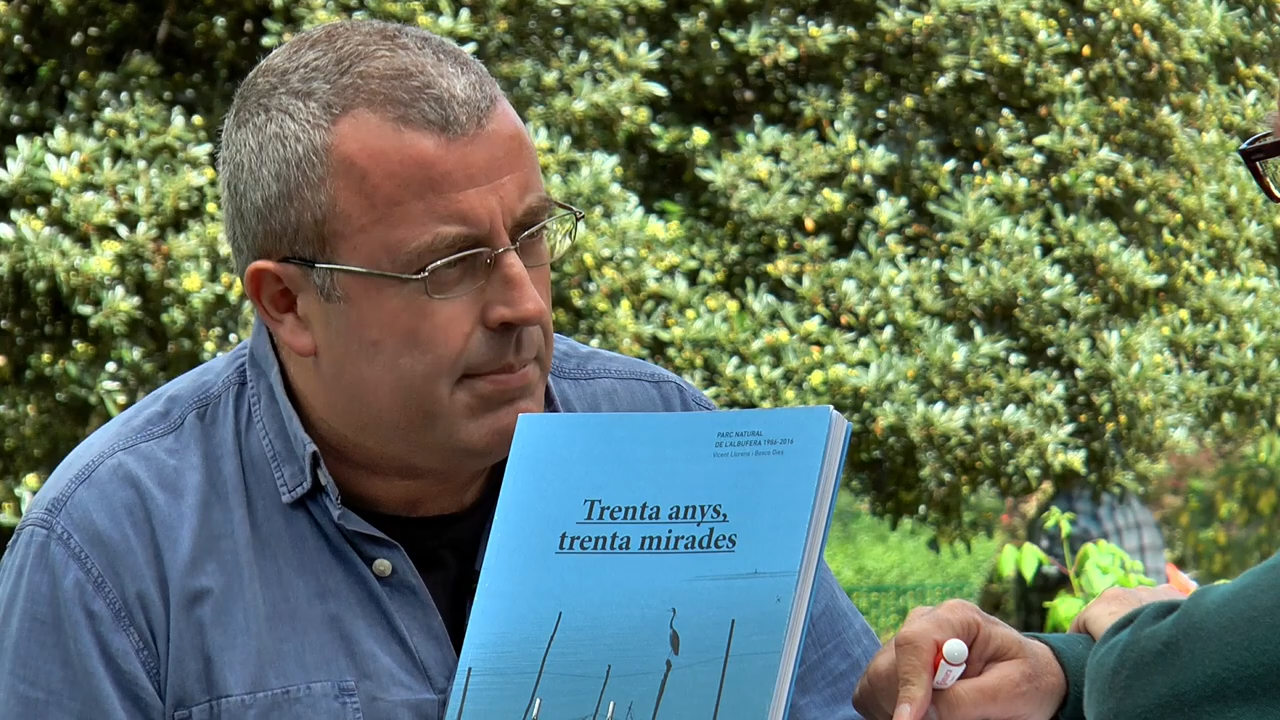 PARC NATURAL
DE L'ALBUFERA 1986-2016
Vicent Llorens i Bosco Dies
Trenta anys,
trenta mirades